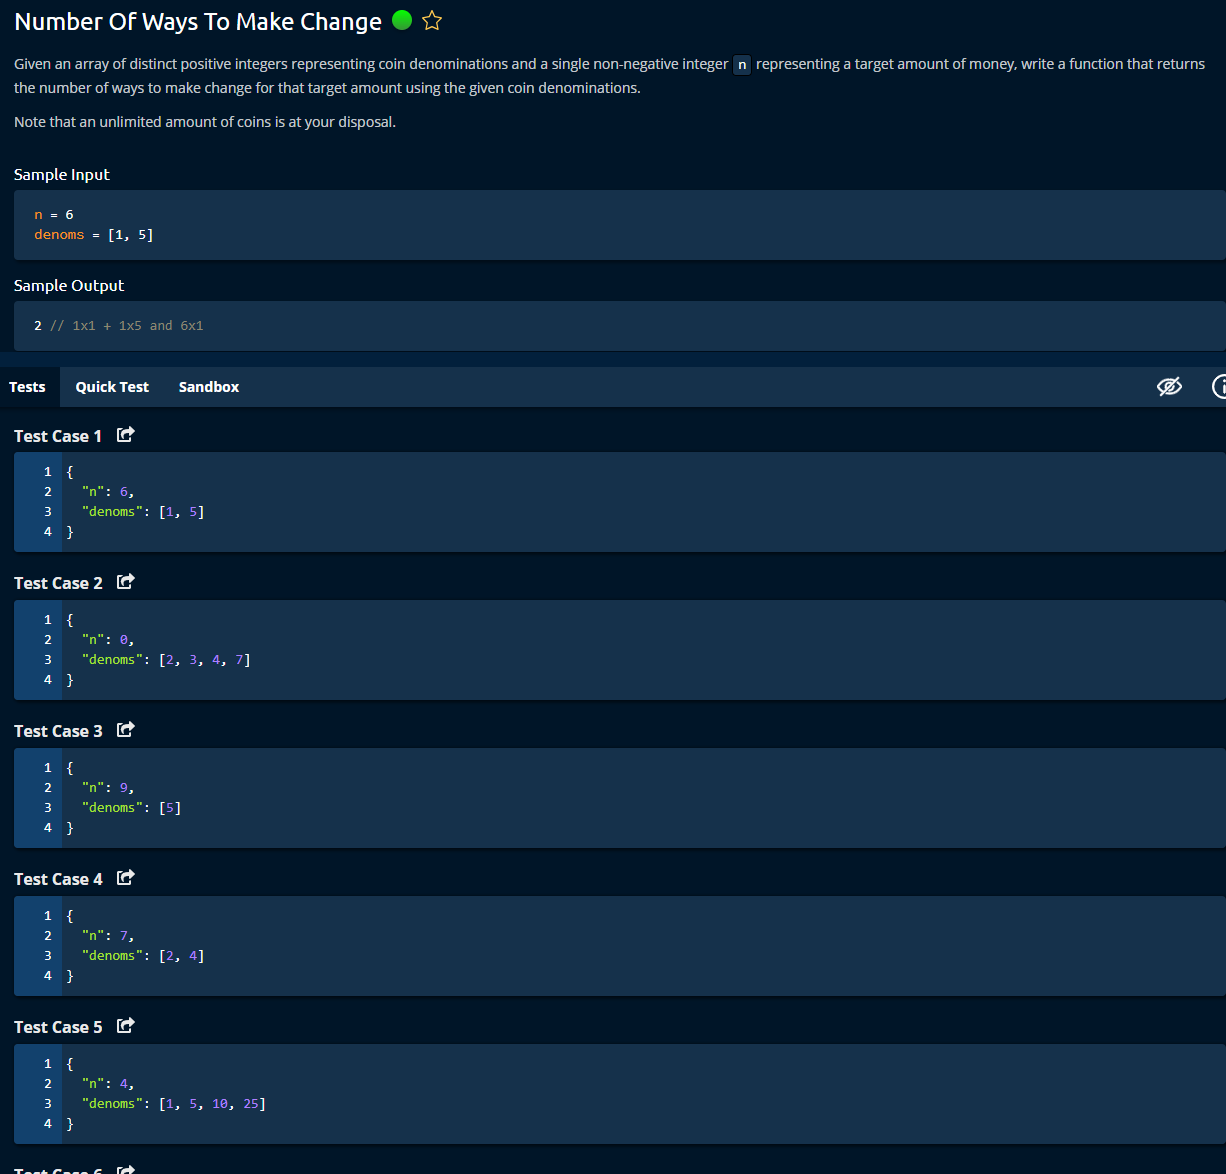 Number Of Ways To Make Change
Given an array of distinct positive integers representing coin denominations and a single non-negative integer n representing a target amount of money, write a function that returns
the number of ways to make change for that target amount using the given coin denominations.
Note that an unlimited amount of coins is at your disposal.
Sample Input
n = 6
denoms = [1, 5]
Sample Output
2 // 1x1 + 1x5 and 6x1
Tests Quick Test Sandbox
Test Case 1
1 {
2 "n": 6,
3 "denoms": [1, 5]
4 }
Test Case 2
1 {
2 "n": 0,
3 "denoms": [2, 3, 4, 7]
4 }
Test Case 3
1 {
2 "n": 9,
3 "denoms": [5]
4 }
Test Case 4
1 {
2 "n": 7,
3 "denoms": [2, 4]
4 }
Test Case 5
1 {
2 "n": 4,
3 "denoms": [1, 5, 10, 25]
4 }
Test Case 6